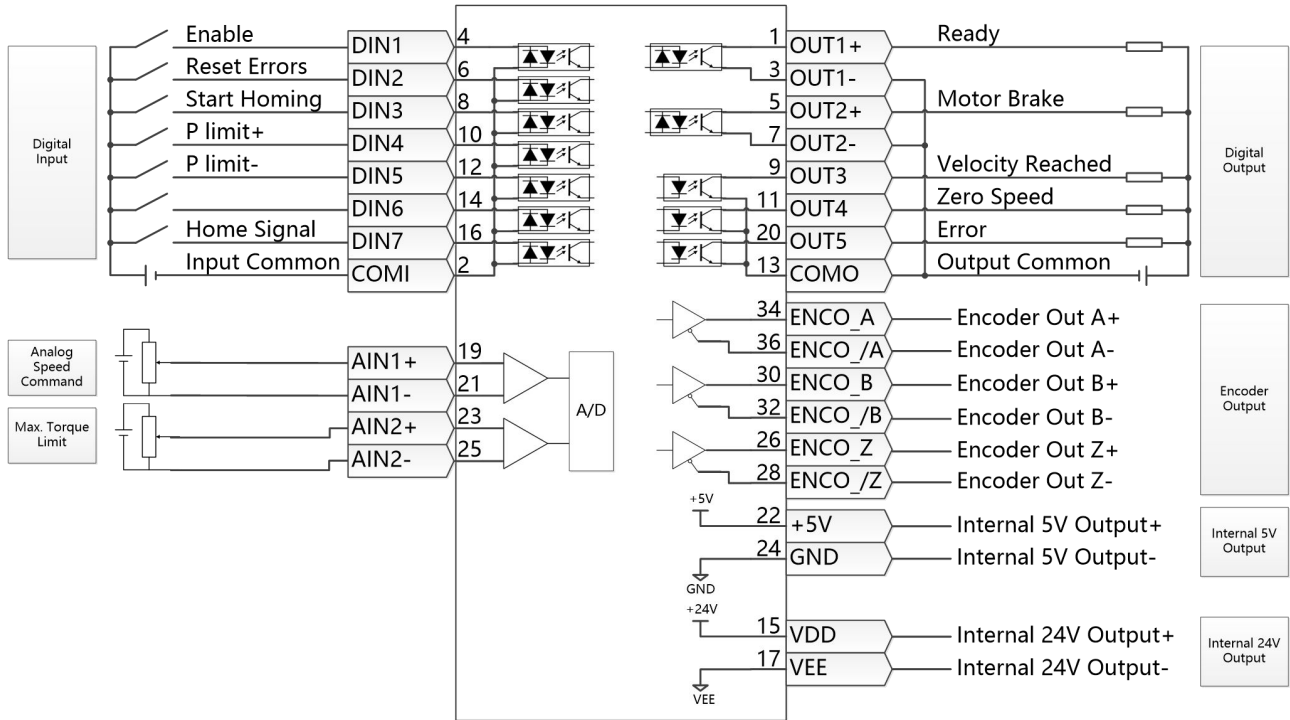 Digital
Input
Enable
DIN1
4
Reset Errors
DIN2
6
Start Homing
DIN3
8
P limit+
DIN4
10
P limit-
DIN5
12
DIN6
14
Home Signal
DIN7
16
Input Common
COMI
2
Analog
Speed
Command
AIN1+
19
AIN1-
21
Max. Torque
Limit
AIN2+
23
AIN2-
25
A/D
1
OUT1+
Ready
3
OUT1-
5
OUT2+
Motor Brake
7
OUT2-
9
OUT3
Velocity Reached
11
OUT4
Zero Speed
20
OUT5
Error
13
COMO
Output Common
Digital
Output
34
ENCO_A
Encoder Out A+
36
ENCO_/A
Encoder Out A-
30
ENCO_B
Encoder Out B+
32
ENCO_/B
Encoder Out B-
26
ENCO_Z
Encoder Out Z+
28
ENCO_/Z
Encoder Out Z-
Encoder
Output
+5V
22
+5V
Internal 5V Output+
24
GND
Internal 5V Output-
GND
Internal 5V
Output
+24V
15
VDD
Internal 24V Output+
17
VEE
Internal 24V Output-
VEE
Internal 24V
Output